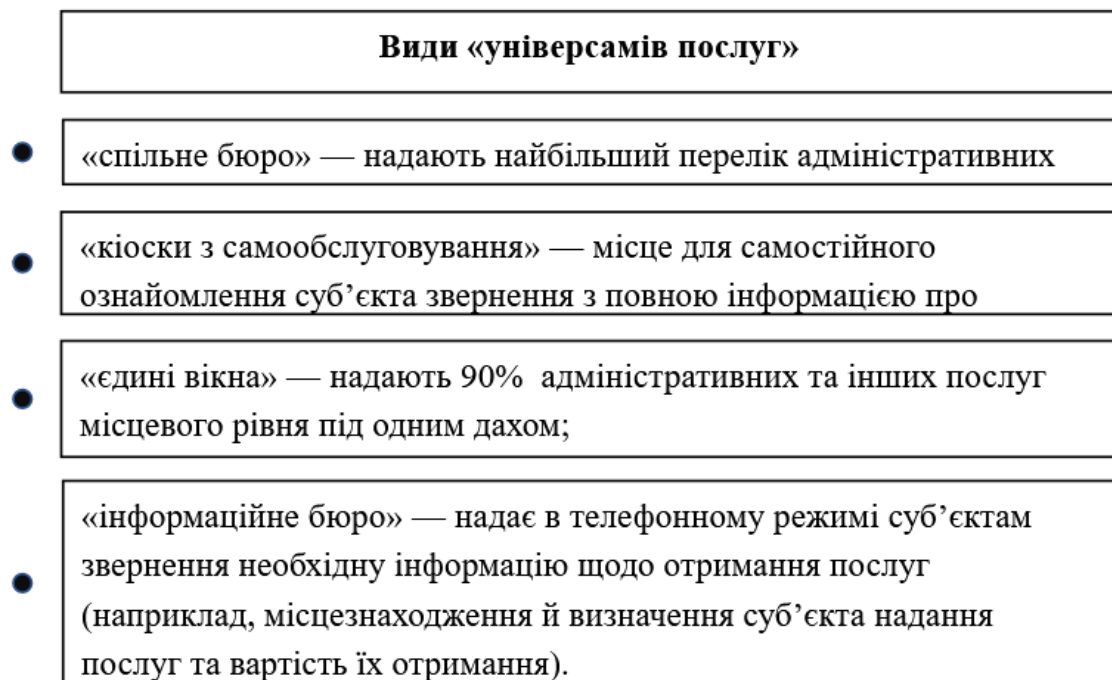 Види «універсамів послуг»
«спільне бюро» — надають найбільший перелік адміністративних
«кіоски з самообслуговування» — місце для самостійного
ознайомлення суб’єкта звернення з повною інформацією про
«єдині вікна» — надають 90%  адміністративних та інших послуг
місцевого рівня під одним дахом;
«інформаційне бюро» — надає в телефонному режимі суб’єктам
звернення необхідну інформацію щодо отримання послуг
(наприклад, місцезнаходження й визначення суб’єкта надання
послуг та вартість їх отримання).